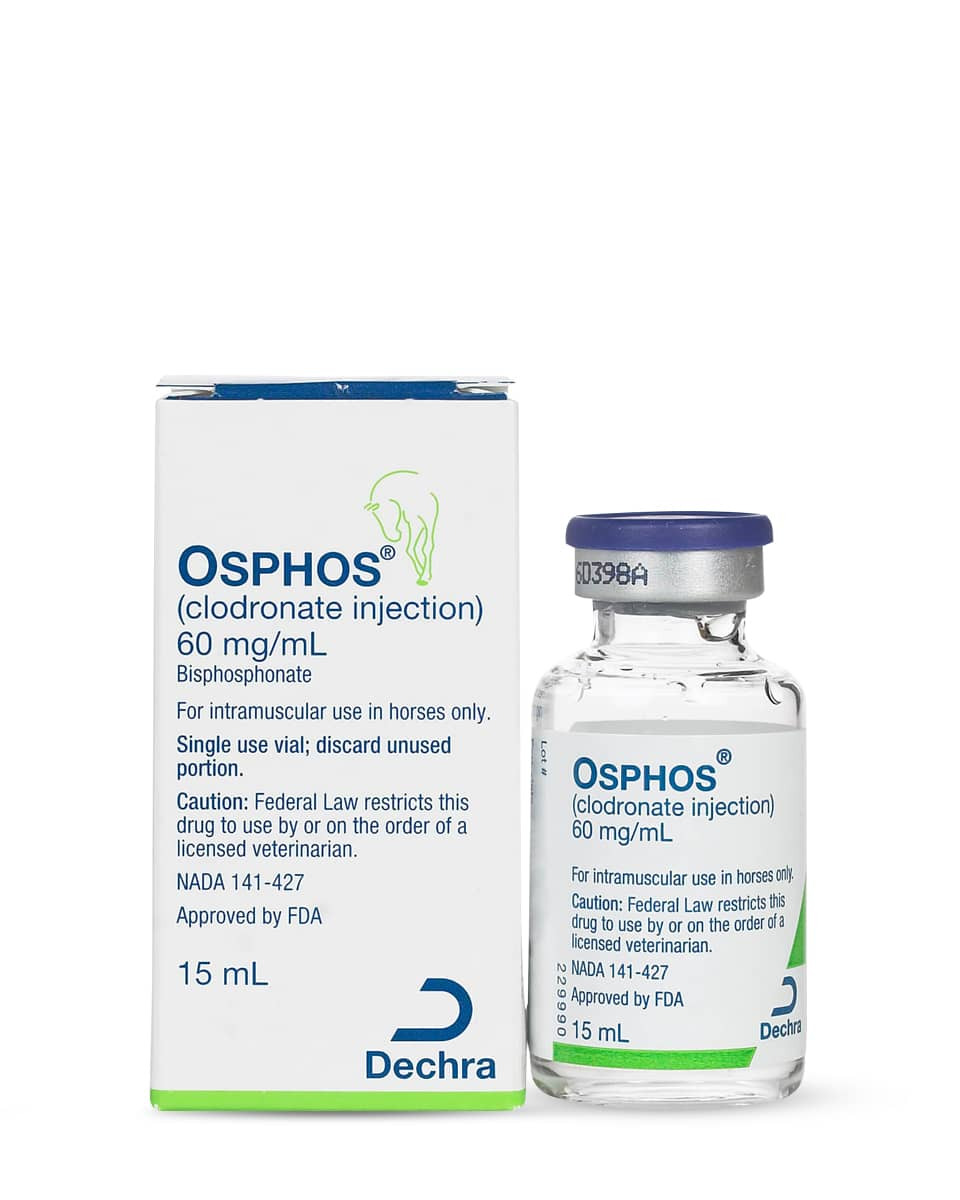 OSPHOS®
(clodronate injection)
60 mg/mL
Bisphosphonate
For intramuscular use in horses only.
Single use vial; discard unused
portion.
Caution: Federal Law restricts this
drug to use by or on the order of a
licensed veterinarian.
NADA 141-427
Approved by FDA
15 mL
Dechra
6D398A
Lot #
OSPHOS®
(clodronate injection)
60 mg/mL
For intramuscular use in horses only.
Caution: Federal Law restricts this
drug to use by or on the order of a
licensed veterinarian.
NADA 141-427
Approved by FDA
15 mL
229990
Dechra